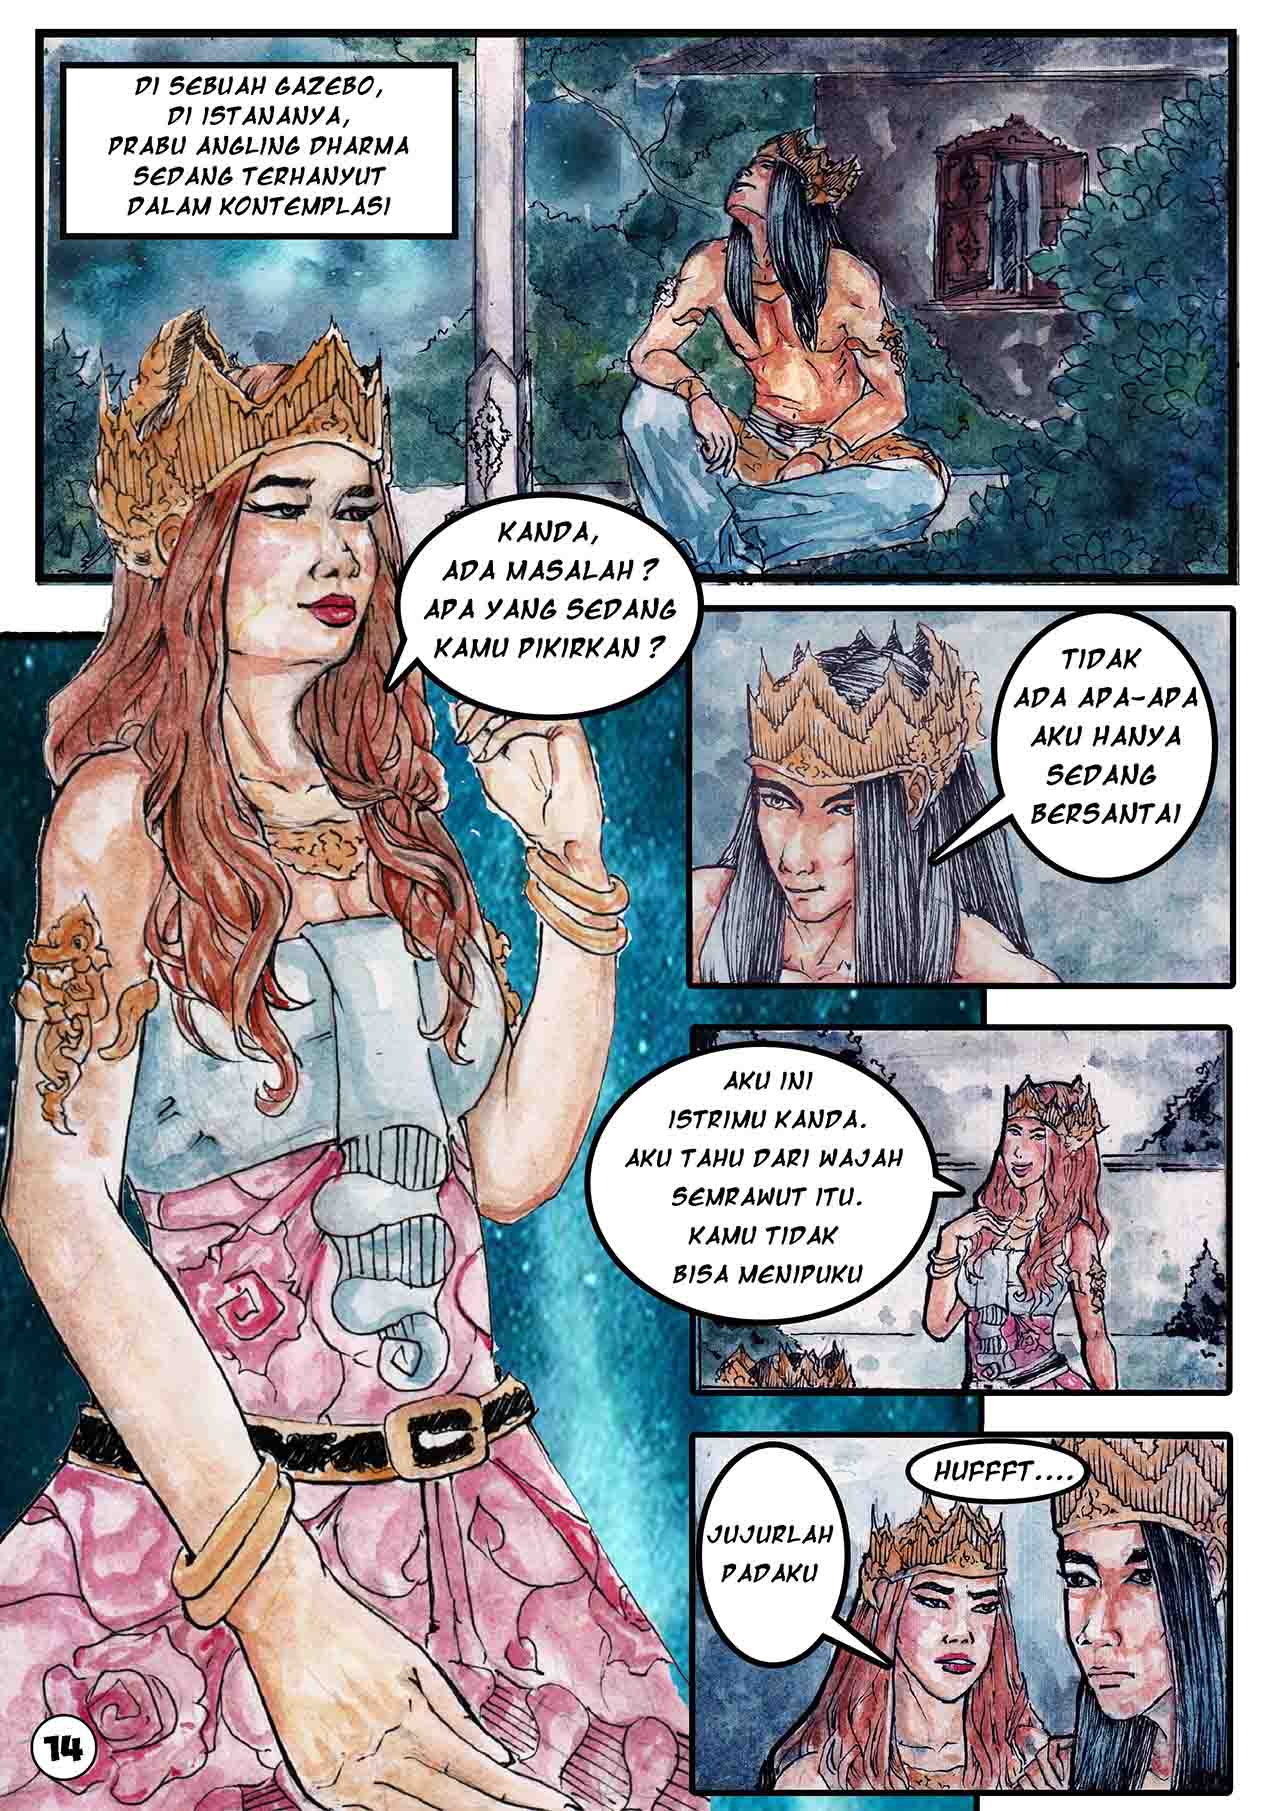 DI SEBUAH GAZEBO,
DI ISTANANYA,
PRABU ANGLING DHARMA
SEDANG TERHANYUT
DALAM KONTEMPLASI
KANDA,
ADA MASALAH ?
APA YANG SEDANG
KAMU PIKIRKAN ?
TIDAK
ADA APA-APA
AKU HANYA
SEDANG
BERSANTAI
AKU INI
ISTRIMU KANDA.
AKU TAHU DARI WAJAH
SEMRAWUT ITU.
KAMU TIDAK
BISA MENIPUKU
JUJURLAH
PADAKU
HUFFFT....
14